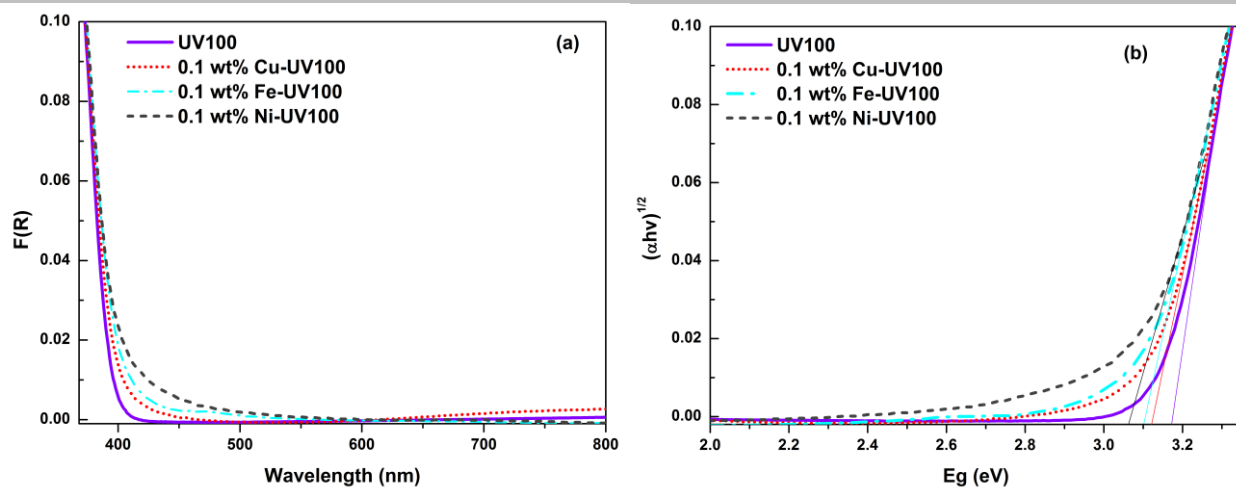 0.10
0.08
0.06
0.04
0.02
0.00
F(R)
UV100
0.1 wt% Cu-UV100
0.1 wt% Fe-UV100
0.1 wt% Ni-UV100
(a)
400 500 600 700 800
Wavelength (nm)
0.10
0.08
0.06
0.04
0.02
0.00
(αhν)^1/2
UV100
0.1 wt% Cu-UV100
0.1 wt% Fe-UV100
0.1 wt% Ni-UV100
(b)
2.0 2.2 2.4 2.6 2.8 3.0 3.2
Eg (eV)